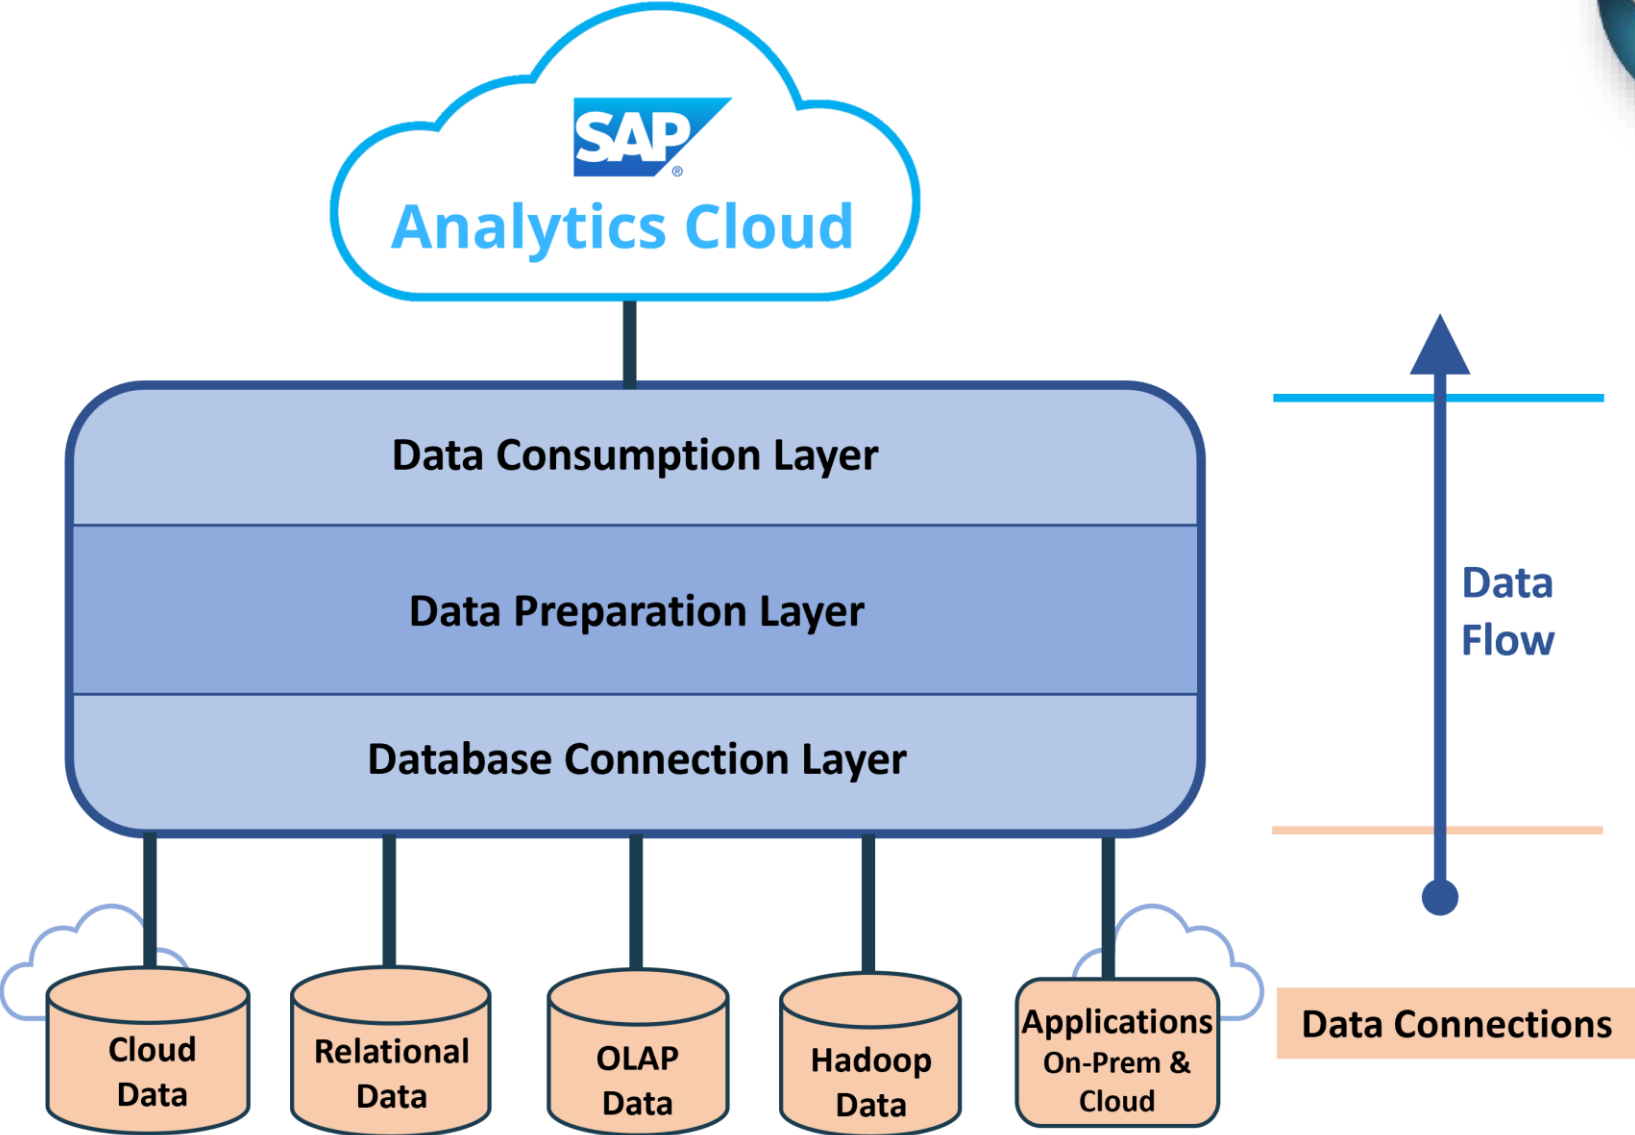 SAP
®
Analytics Cloud
Data Consumption Layer
Data Preparation Layer
Database Connection Layer
Data
Flow
Cloud
Data
Relational
Data
OLAP
Data
Hadoop
Data
Applications
On-Prem &
Cloud
Data Connections